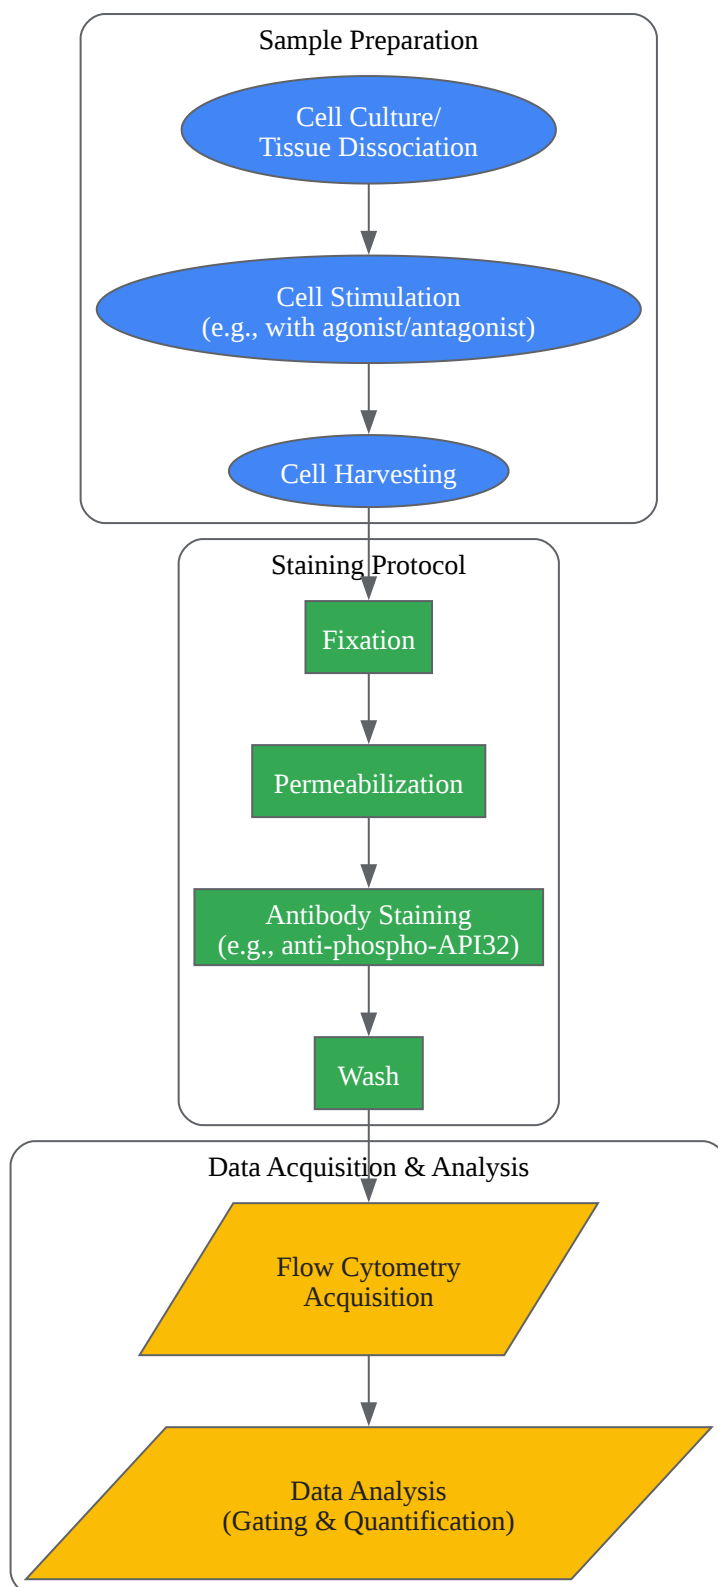 Sample Preparation
Cell Culture/
Tissue Dissociation
Cell Stimulation
(e.g., with agonist/antagonist)
Cell Harvesting
Staining Protocol
Fixation
Permeabilization
Antibody Staining
(e.g., anti-phospho-API32)
Wash
Data Acquisition & Analysis
Flow Cytometry
Acquisition
Data Analysis
(Gating & Quantification)